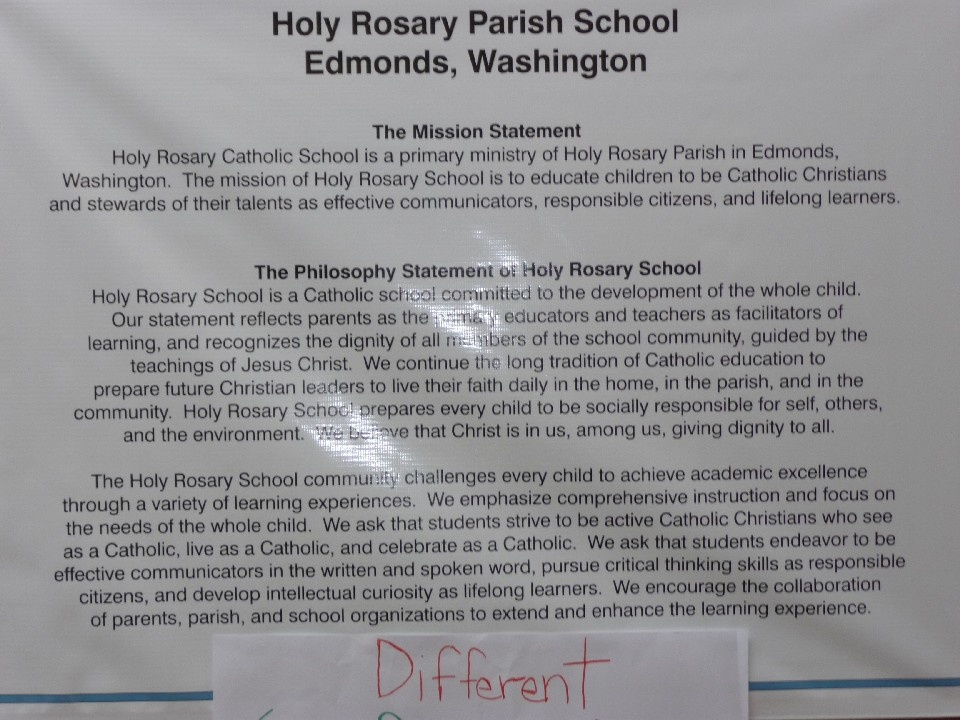 Holy Rosary Parish School
Edmonds, Washington
The Mission Statement
Holy Rosary Catholic School is a primary ministry of Holy Rosary Parish in Edmonds,
Washington. The mission of Holy Rosary School is to educate children to be Catholic Christians
and stewards of their talents as effective communicators, responsible citizens, and lifelong learners.
The Philosophy Statement of Holy Rosary School
Holy Rosary School is a Catholic school committed to the development of the whole child.
Our statement reflects parents as the primary educators and teachers as facilitators of
learning, and recognizes the dignity of all members of the school community, guided by the
teachings of Jesus Christ. We continue the long tradition of Catholic education to
prepare future Christian leaders to live their faith daily in the home, in the parish, and in the
community. Holy Rosary School prepares every child to be socially responsible for self, others,
and the environment. We believe that Christ is in us, among us, giving dignity to all.
The Holy Rosary School community challenges every child to achieve academic excellence
through a variety of learning experiences. We emphasize comprehensive instruction and focus on
the needs of the whole child. We ask that students strive to be active Catholic Christians who see
as a Catholic, live as a Catholic, and celebrate as a Catholic. We ask that students endeavor to be
effective communicators in the written and spoken word, pursue critical thinking skills as responsible
citizens, and develop intellectual curiosity as lifelong learners. We encourage the collaboration
of parents, parish, and school organizations to extend and enhance the learning experience.
Different